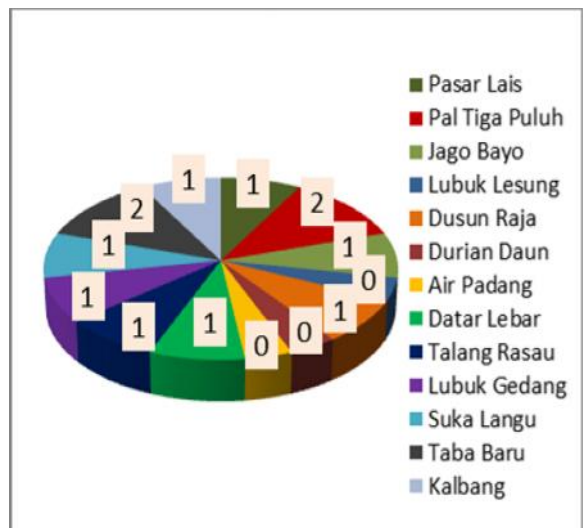 Pasar Lais
Pal Tiga Puluh
Jago Bayo
Lubuk Lesung
Dusun Raja
Durian Daun
Air Padang
Datar Lebar
Talang Rasau
Lubuk Gedang
Suka Langu
Taba Baru
Kalbang
1
2
1
0
1
0
0
1
1
1
1
2
1